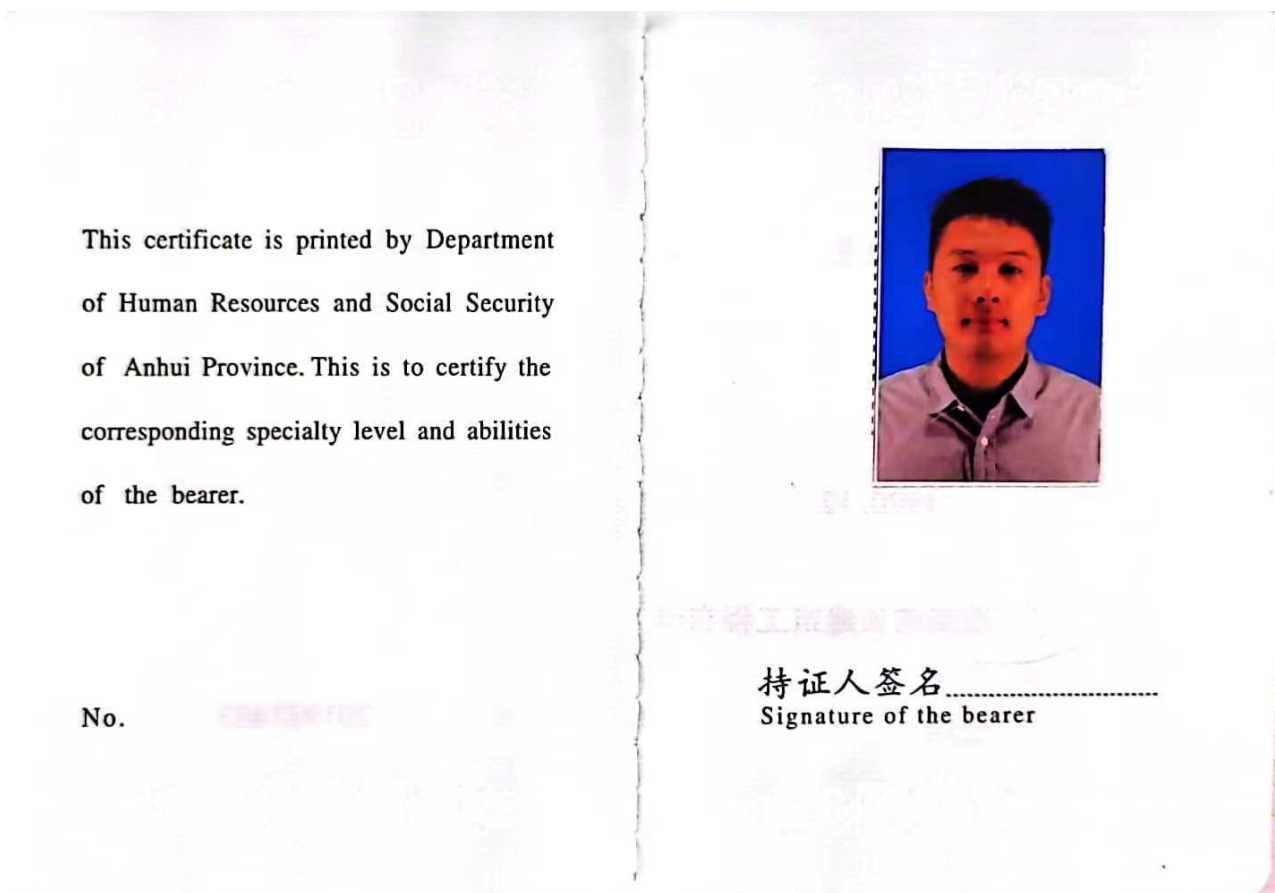 This certificate is printed by Department
of Human Resources and Social Security
of Anhui Province. This is to certify the
corresponding specialty level and abilities
of the bearer.
No.
持证人签名
Signature of the bearer